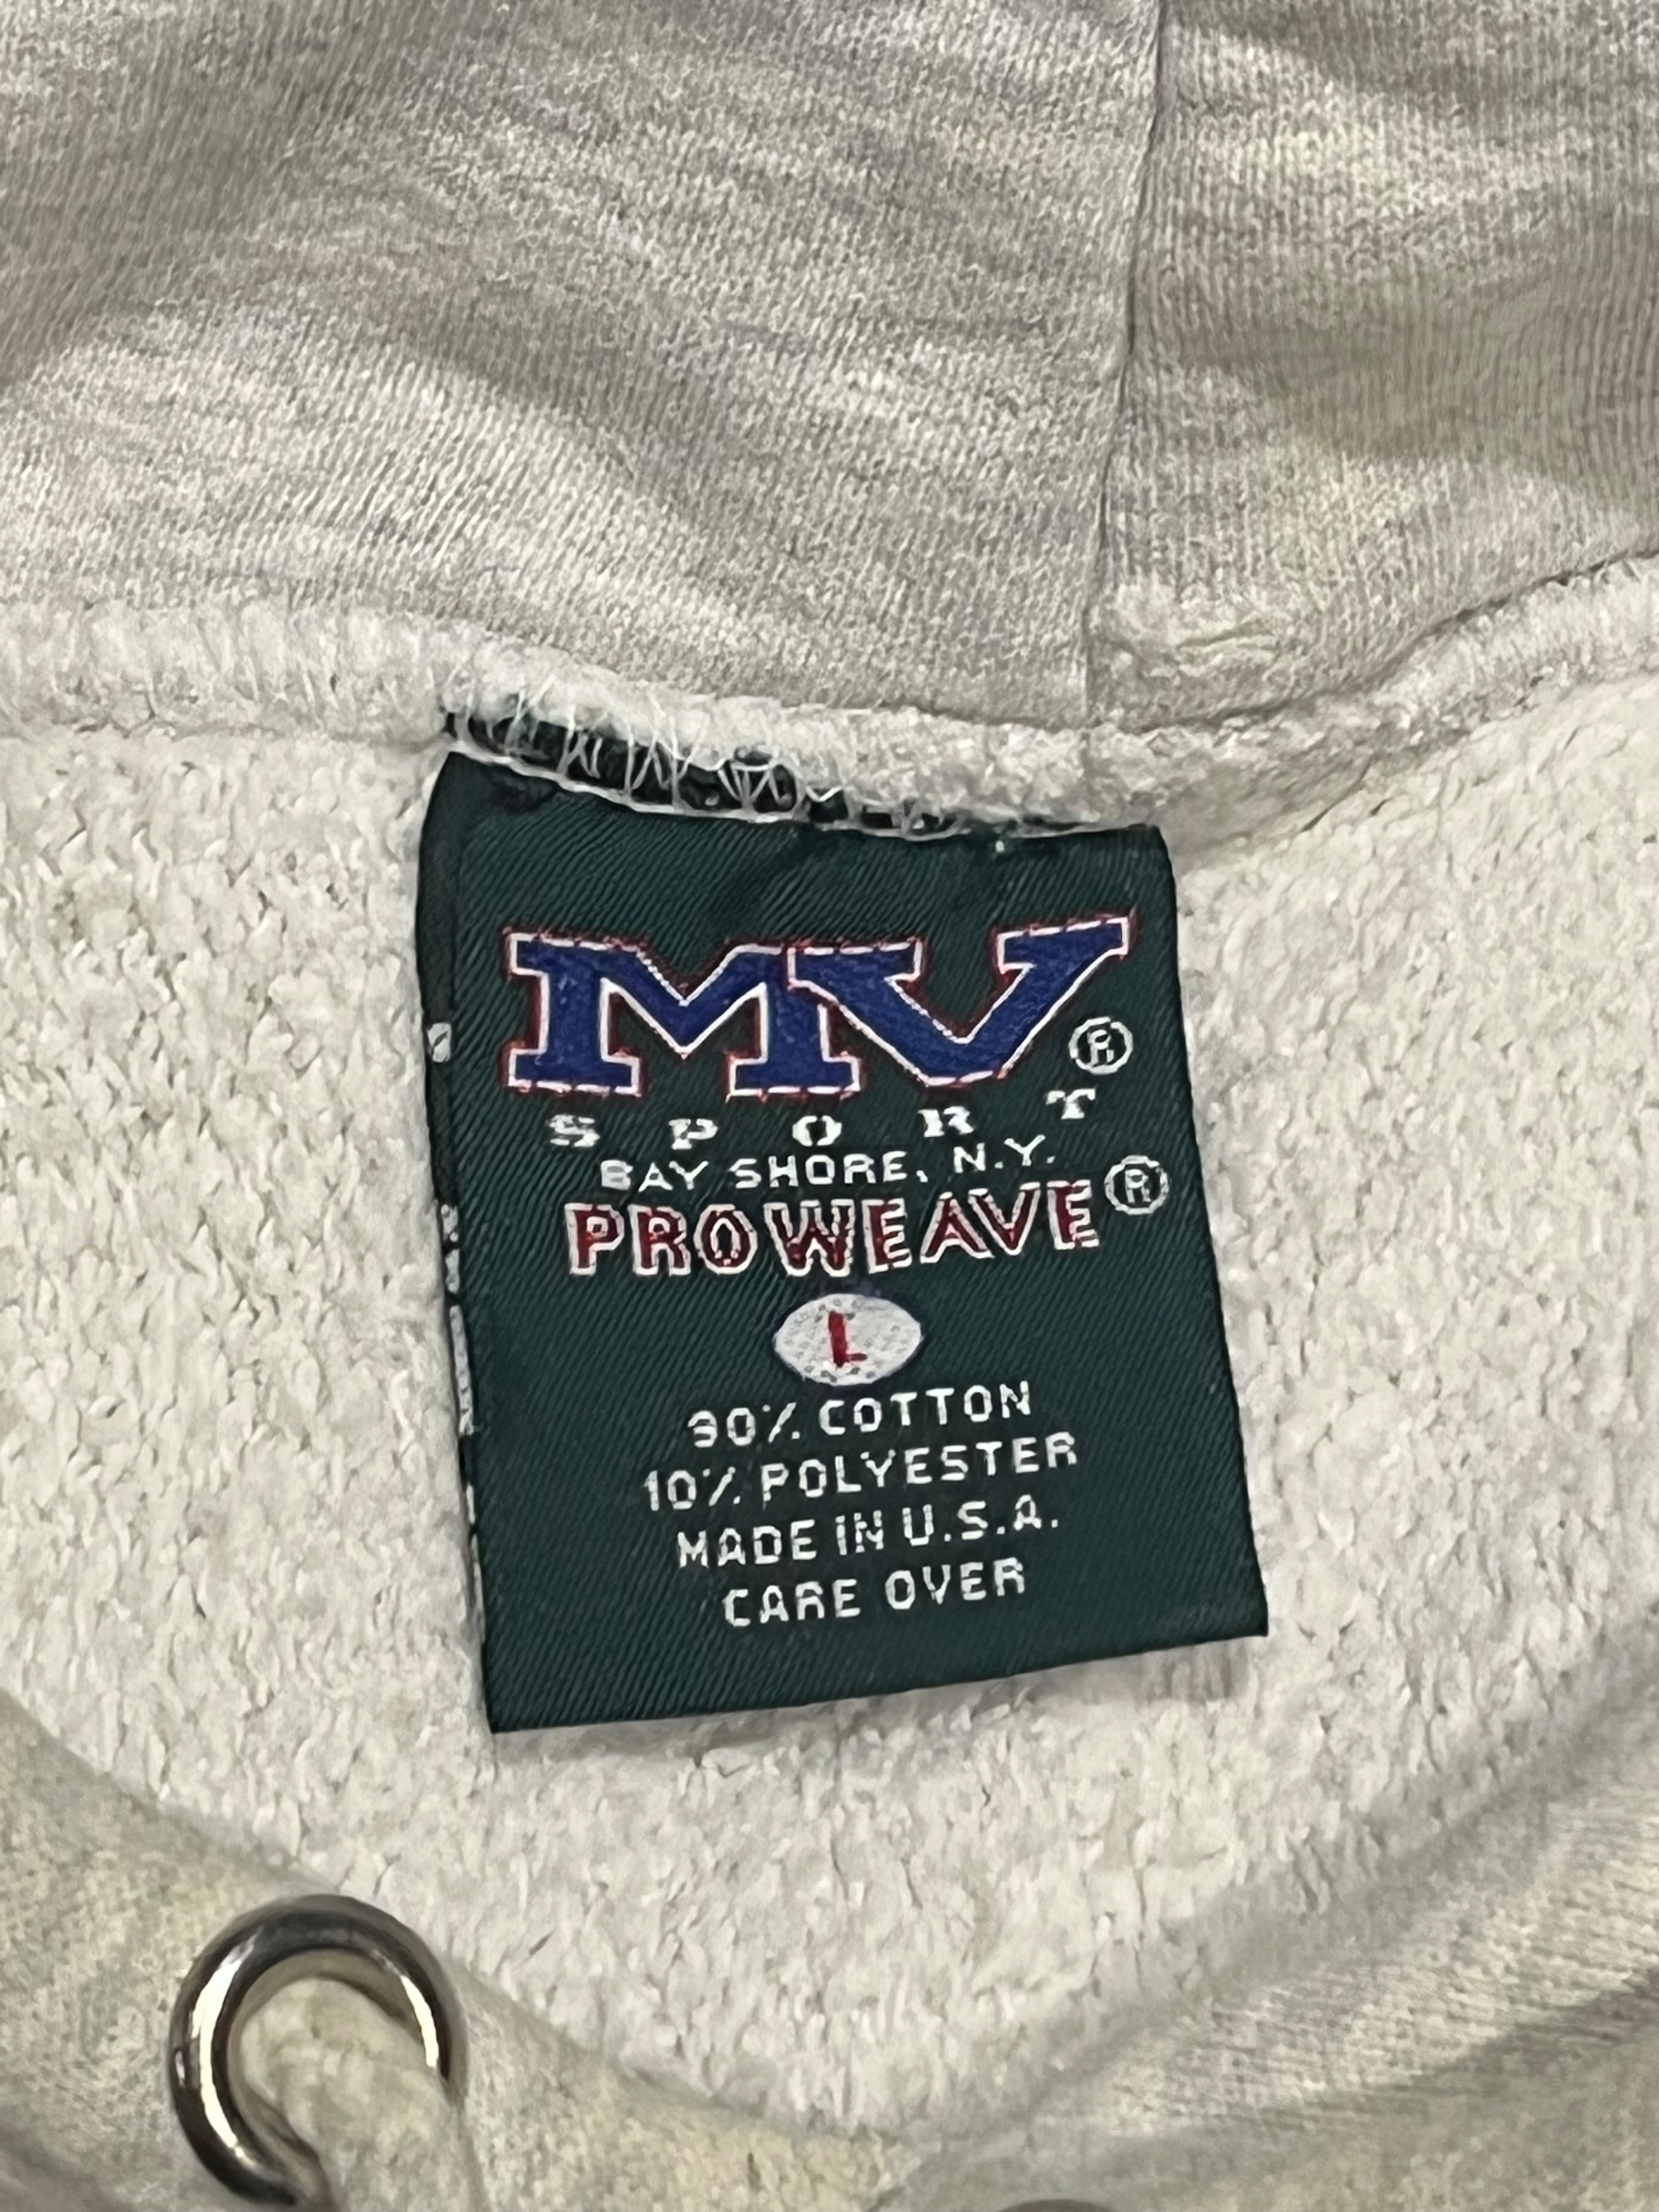 MV®
SPORT
BAY SHORE, N.Y.
PROWEAVE®
L
90% COTTON
10% POLYESTER
MADE IN U.S.A.
CARE OVER